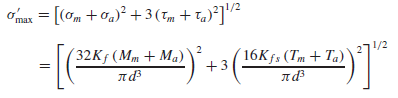 σ′max = [(σm + σa)² + 3(τm + τa)²]^1/2
= [(32Kf (Mm + Ma) / πd³)² + 3(16Kfs (Tm + Ta) / πd³)²]^1/2